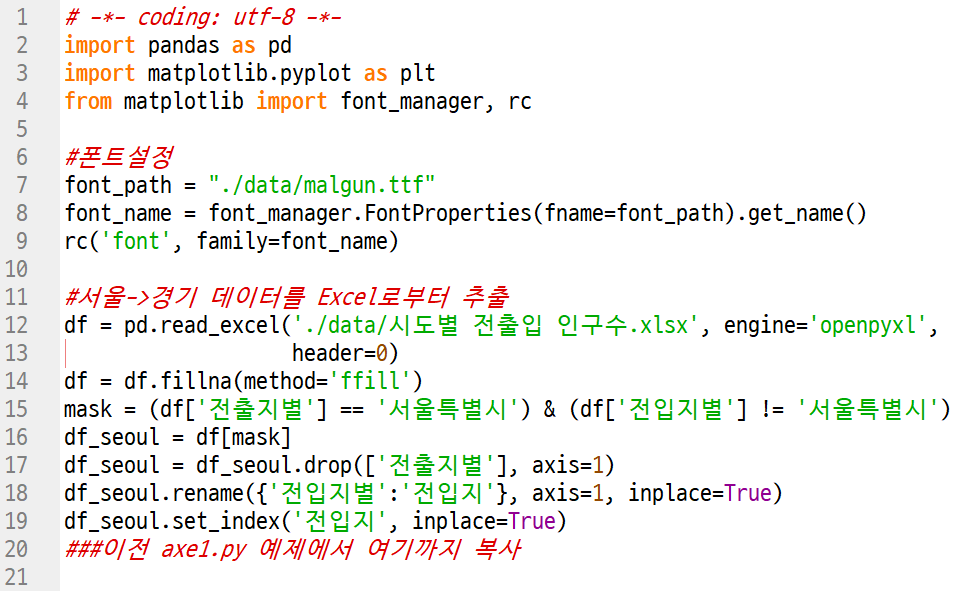 1 # -*- coding: utf-8 -*-
2 import pandas as pd
3 import matplotlib.pyplot as plt
4 from matplotlib import font_manager, rc
5
6 #폰트설정
7 font_path = "./data/malgun.ttf"
8 font_name = font_manager.FontProperties(fname=font_path).get_name()
9 rc('font', family=font_name)
10
11 #서울->경기 데이터를 Excel로부터 추출
12 df = pd.read_excel('./data/시도별 전출입 인구수.xlsx', engine='openpyxl',
13                    header=0)
14 df = df.fillna(method='ffill')
15 mask = (df['전출지별'] == '서울특별시') & (df['전입지별'] != '서울특별시')
16 df_seoul = df[mask]
17 df_seoul = df_seoul.drop(['전출지별'], axis=1)
18 df_seoul.rename({'전입지별':'전입지'}, axis=1, inplace=True)
19 df_seoul.set_index('전입지', inplace=True)
20 ###이전 axe1.py 예제에서 여기까지 복사
21